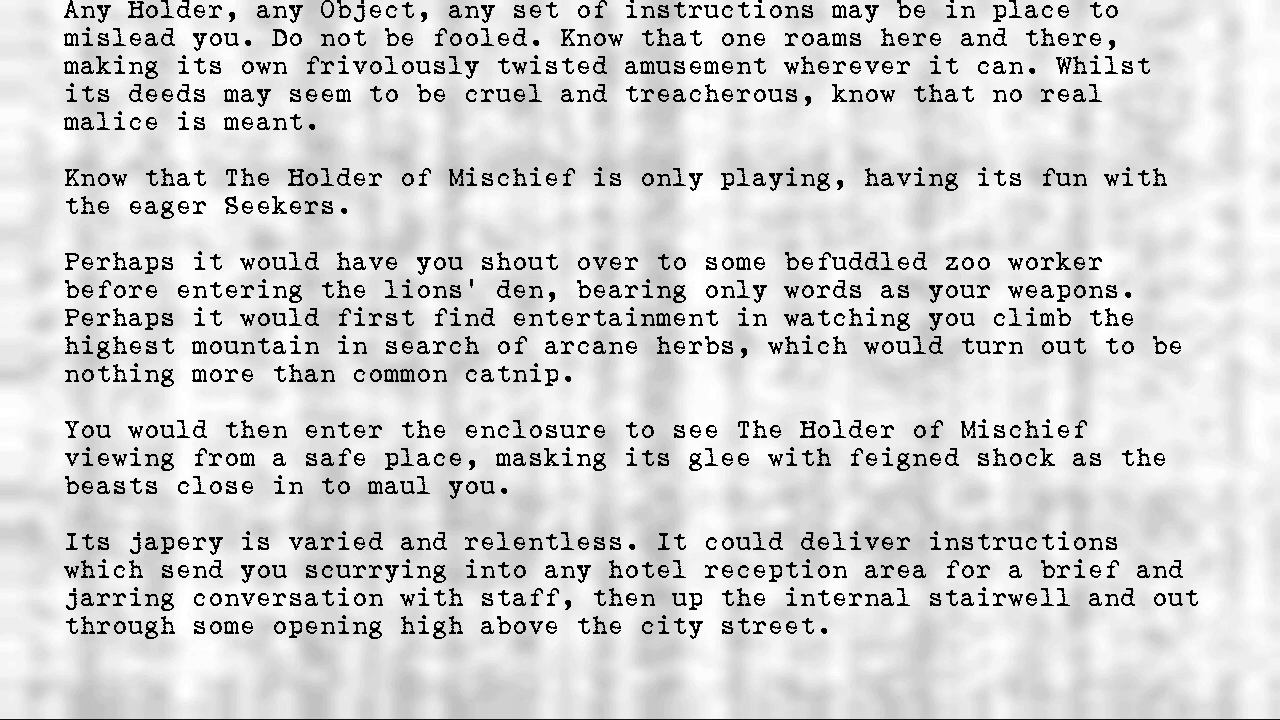 Any Holder, any Object, any set of instructions may be in place to
mislead you. Do not be fooled. Know that one roams here and there,
making its own frivolously twisted amusement wherever it can. Whilst
its deeds may seem to be cruel and treacherous, know that no real
malice is meant.
Know that The Holder of Mischief is only playing, having its fun with
the eager Seekers.
Perhaps it would have you shout over to some befuddled zoo worker
before entering the lions' den, bearing only words as your weapons.
Perhaps it would first find entertainment in watching you climb the
highest mountain in search of arcane herbs, which would turn out to be
nothing more than common catnip.
You would then enter the enclosure to see The Holder of Mischief
viewing from a safe place, masking its glee with feigned shock as the
beasts close in to maul you.
Its japery is varied and relentless. It could deliver instructions
which send you scurrying into any hotel reception area for a brief and
jarring conversation with staff, then up the internal stairwell and out
through some opening high above the city street.